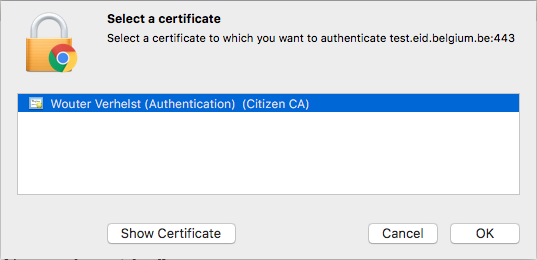 Select a certificate
Select a certificate to which you want to authenticate test.eid.belgium.be:443
Wouter Verhelst (Authentication) (Citizen CA)
Show Certificate
Cancel
OK